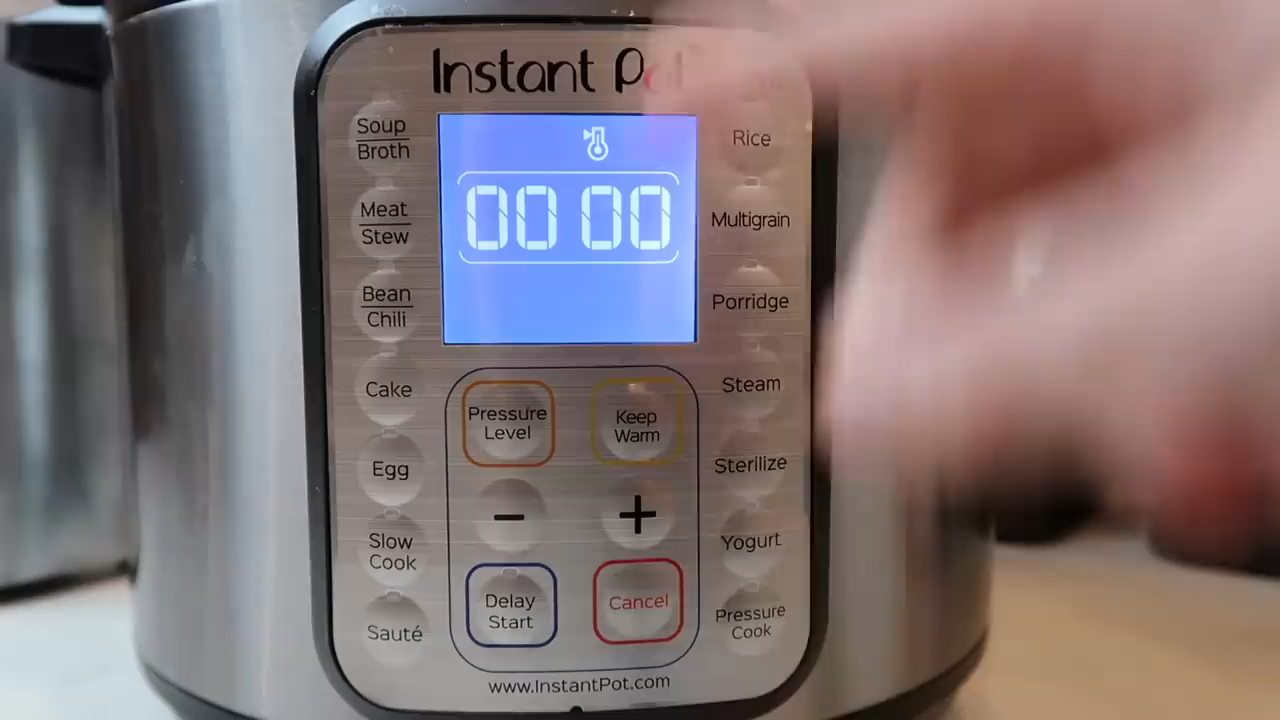 Instant Pot
Soup
Broth
Meat
Stew
Bean
Chili
Cake
Egg
Slow
Cook
Sauté
00 00
Pressure
Level
Keep
Warm
−
+
Delay
Start
Cancel
Rice
Multigrain
Porridge
Steam
Sterilize
Yogurt
Pressure
Cook
www.InstantPot.com